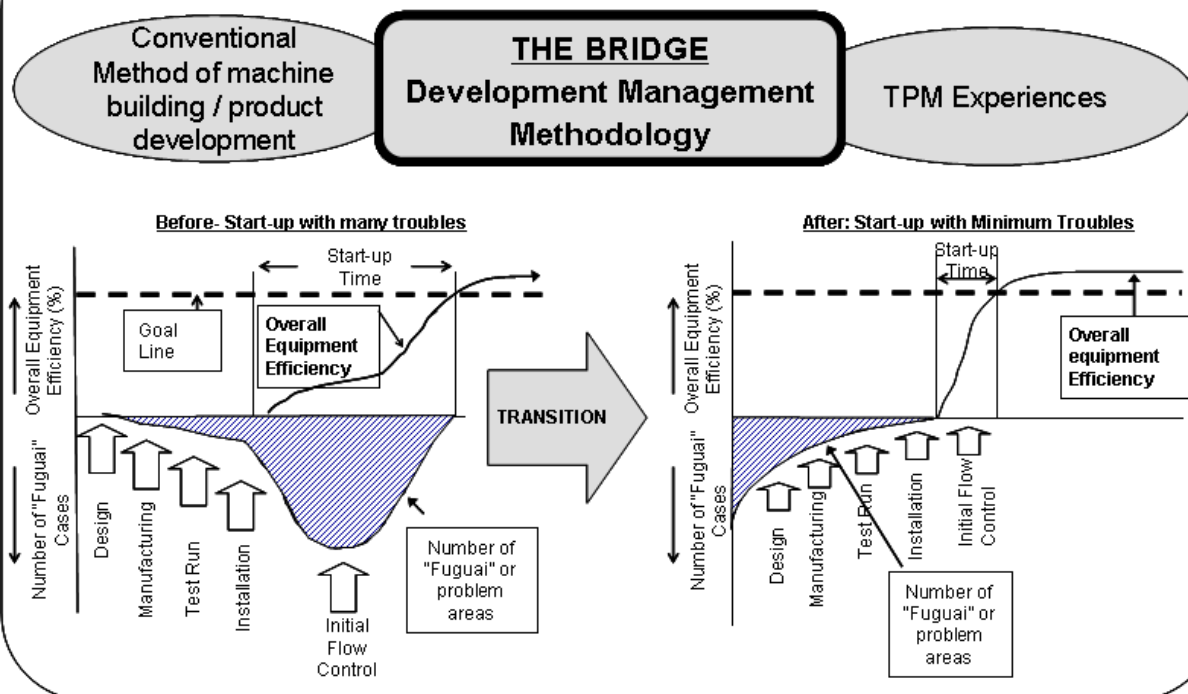 Conventional
Method of machine
building / product
development
THE BRIDGE
Development Management
Methodology
TPM Experiences
Before- Start-up with many troubles
Start-up
Time
Overall Equipment
Efficiency (%)
Goal
Line
Overall
Equipment
Efficiency
Number of "Fuguai"
Cases
Design
Manufacturing
Test Run
Installation
Initial
Flow
Control
Number of
"Fuguai" or
problem
areas
TRANSITION
After: Start-up with Minimum Troubles
Start-up
Time
Overall Equipment
Efficiency (%)
Overall
equipment
Efficiency
Number of "Fugai"
Cases
Design
Manufacturing
Test Run
Installation
Initial Flow
Control
Number of
"Fuguai" or
problem
areas